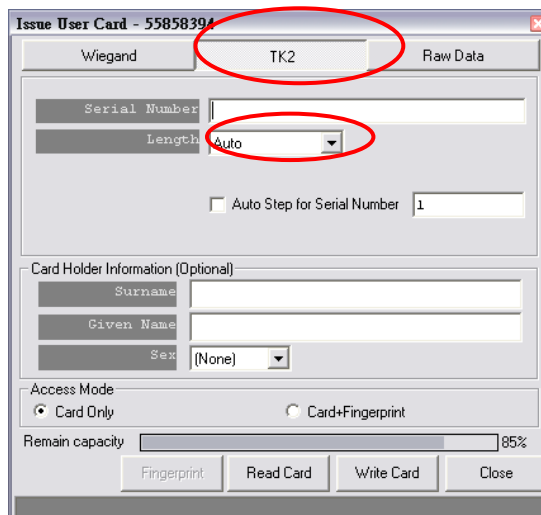 Issue User Card - 55858394
Wiegand TK2 Raw Data
Serial Number
Length Auto
Auto Step for Serial Number 1
Card Holder Information (Optional)
Surname
Given Name
Sex (None)
Access Mode
Card Only Card+Fingerprint
Remain capacity 85%
Fingerprint Read Card Write Card Close